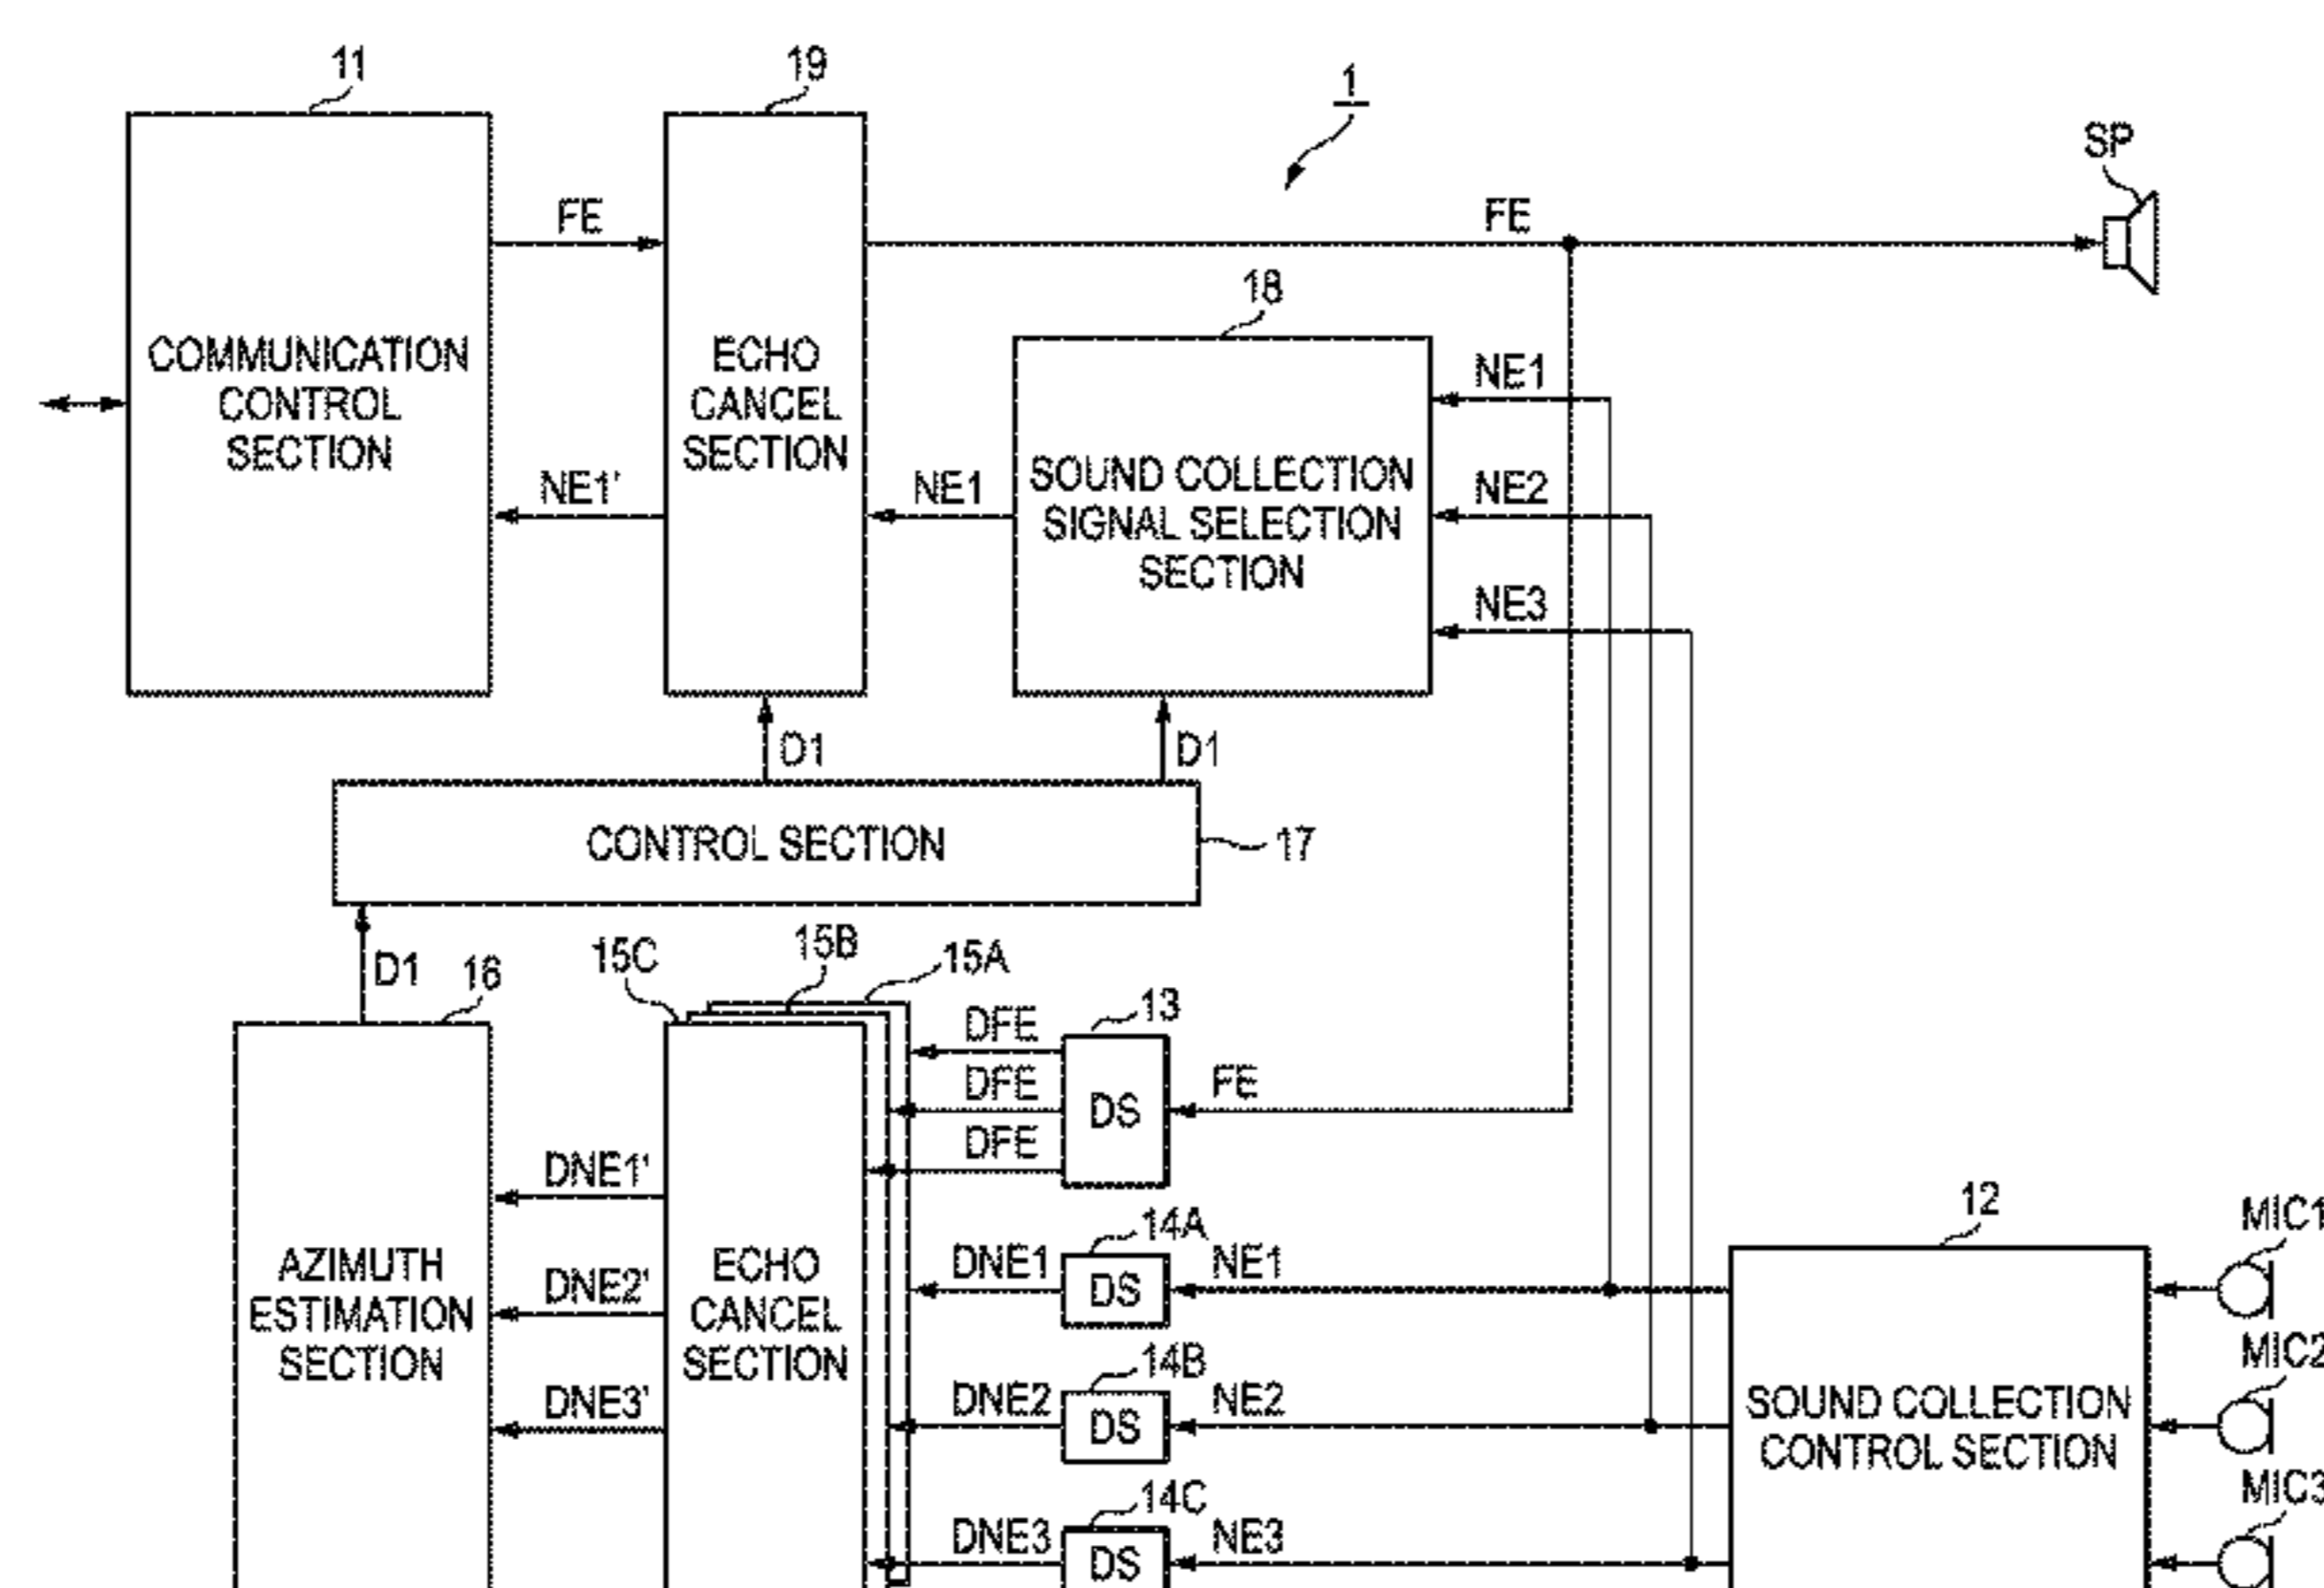 11
19
1
SP
FE
FE
18
COMMUNICATION
CONTROL
SECTION
ECHO
CANCEL
SECTION
NE1
NE1'
NE1
SOUND COLLECTION
SIGNAL SELECTION
SECTION
NE2
NE3
D1
D1
CONTROL SECTION
17
D1
16
15C
15B
15A
13
DFE
DFE
DFE
DS
FE
DNE1'
DNE2'
DNE3'
AZIMUTH
ESTIMATION
SECTION
ECHO
CANCEL
SECTION
14A
DNE1
DS
NE1
14B
DNE2
DS
NE2
14C
DNE3
DS
NE3
12
SOUND COLLECTION
CONTROL SECTION
MIC1
MIC2
MIC3